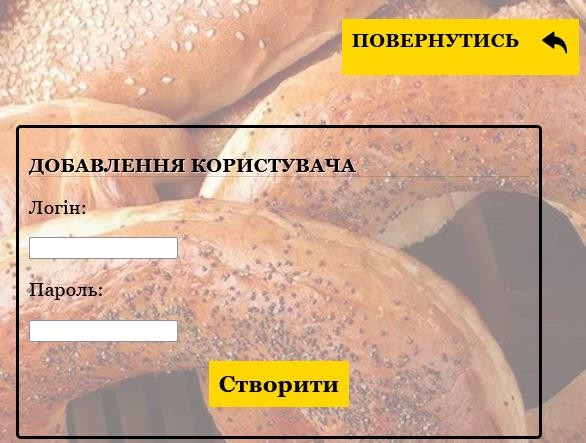 ПОВЕРНУТИСЬ
ДОБАВЛЕННЯ КОРИСТУВАЧА
Логін:
Пароль:
Створити